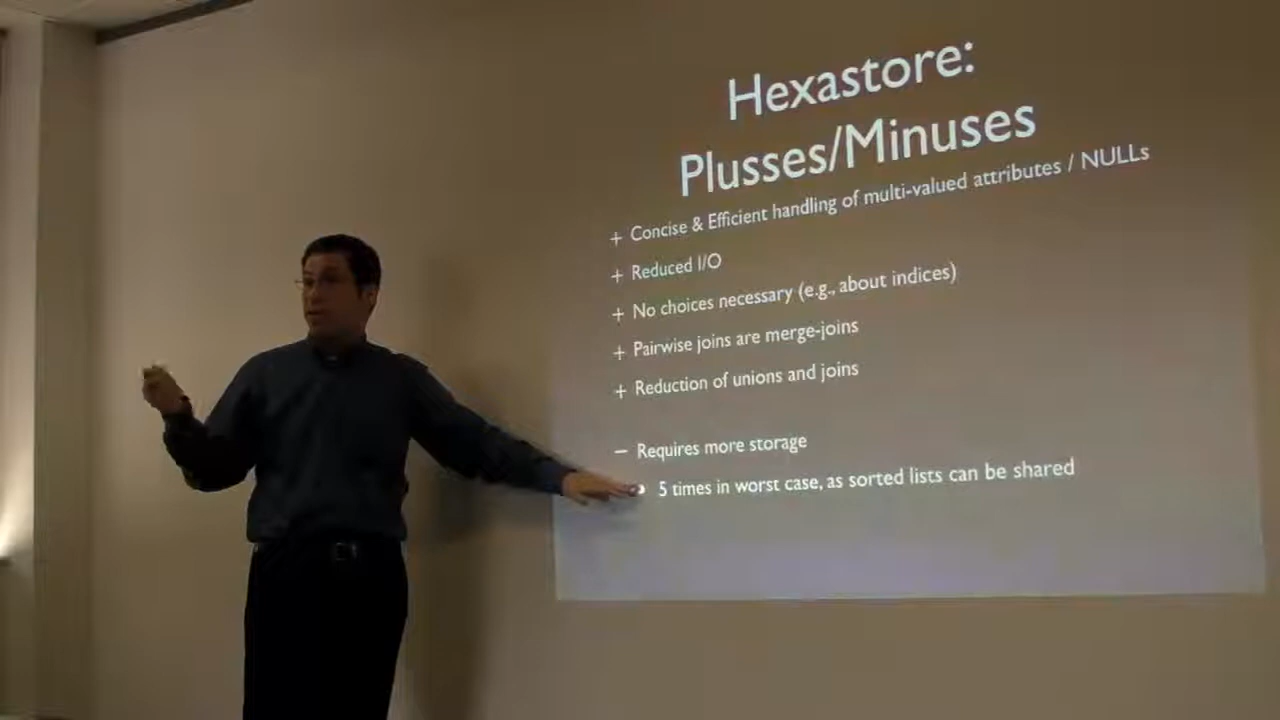 Hexastore:
Plusses/Minuses
+ Concise & Efficient handling of multi-valued attributes / NULLs
+ Reduced I/O
+ No choices necessary (e.g., about indices)
+ Pairwise joins are merge-joins
+ Reduction of unions and joins
– Requires more storage
• 5 times in worst case, as sorted lists can be shared